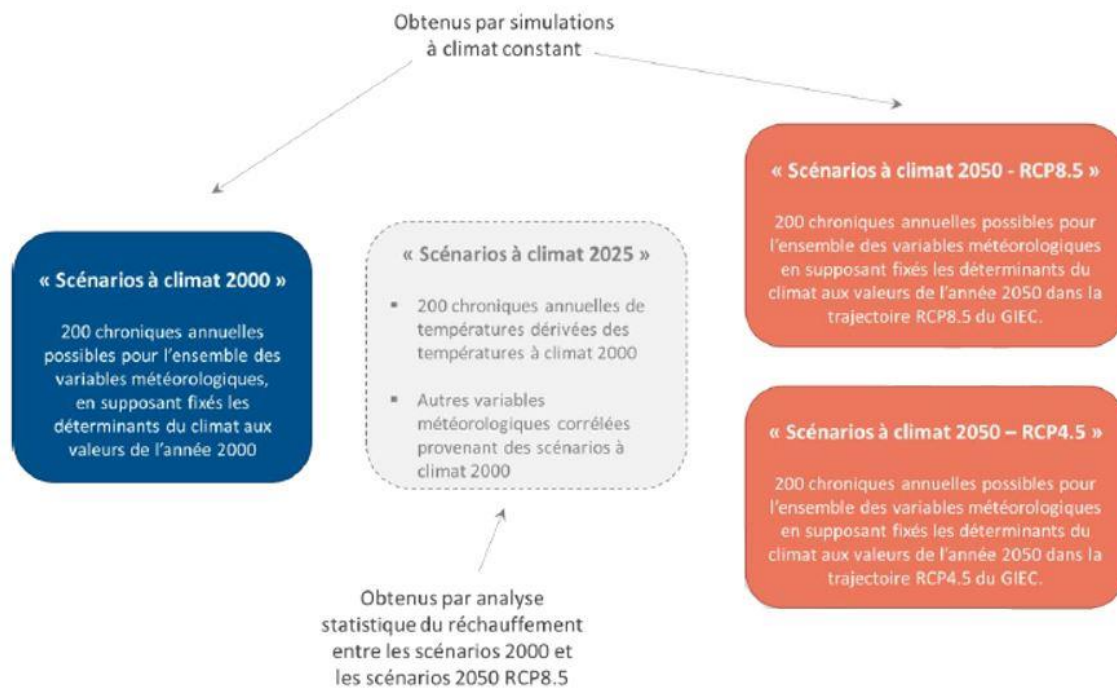 Obtenus par simulations
à climat constant
« Scénarios à climat 2000 »
200 chroniques annuelles
possibles pour l'ensemble des
variables météorologiques,
en supposant fixés les
déterminants du climat aux
valeurs de l'année 2000
« Scénarios à climat 2025 »
▪ 200 chroniques annuelles de
températures dérivées des
températures à climat 2000
▪ Autres variables
météorologiques corrélées
provenant des scénarios à
climat 2000
Obtenus par analyse
statistique du réchauffement
entre les scénarios 2000 et
les scénarios 2050 RCP8.5
« Scénarios à climat 2050 - RCP8.5 »
200 chroniques annuelles possibles pour
l'ensemble des variables météorologiques
en supposant fixés les déterminants du
climat aux valeurs de l'année 2050 dans la
trajectoire RCP8.5 du GIEC.
« Scénarios à climat 2050 – RCP4.5 »
200 chroniques annuelles possibles pour
l'ensemble des variables météorologiques
en supposant fixés les déterminants du
climat aux valeurs de l'année 2050 dans la
trajectoire RCP4.5 du GIEC.